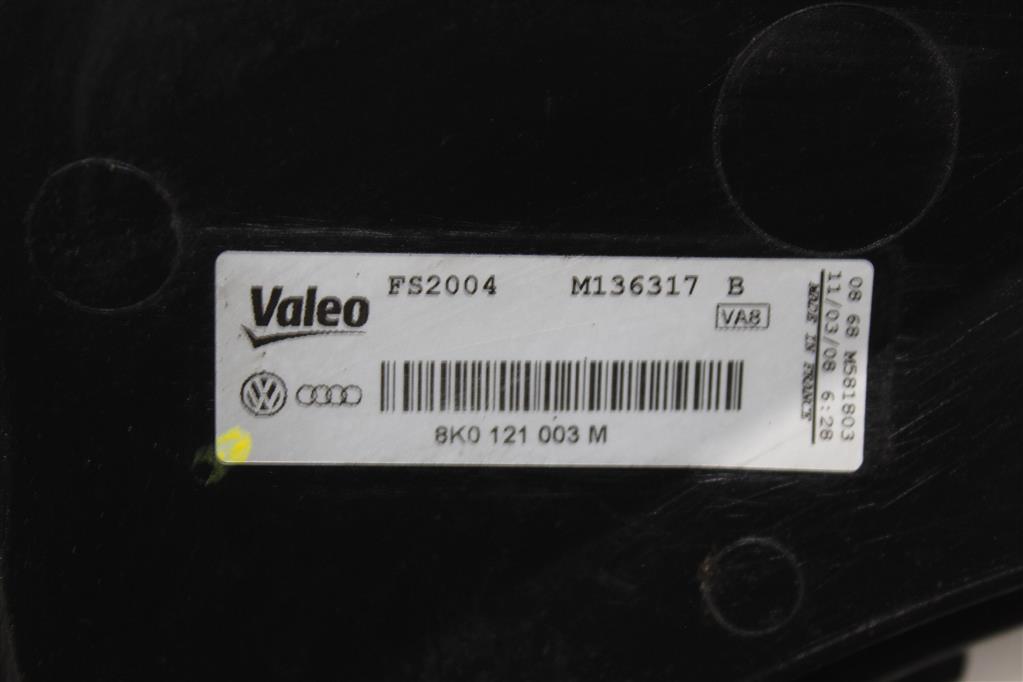 Valeo FS2004 M136317 B
VA8
8K0 121 003 M
08 68 M581803
11/03/08 6:28
MADE IN FRANCE